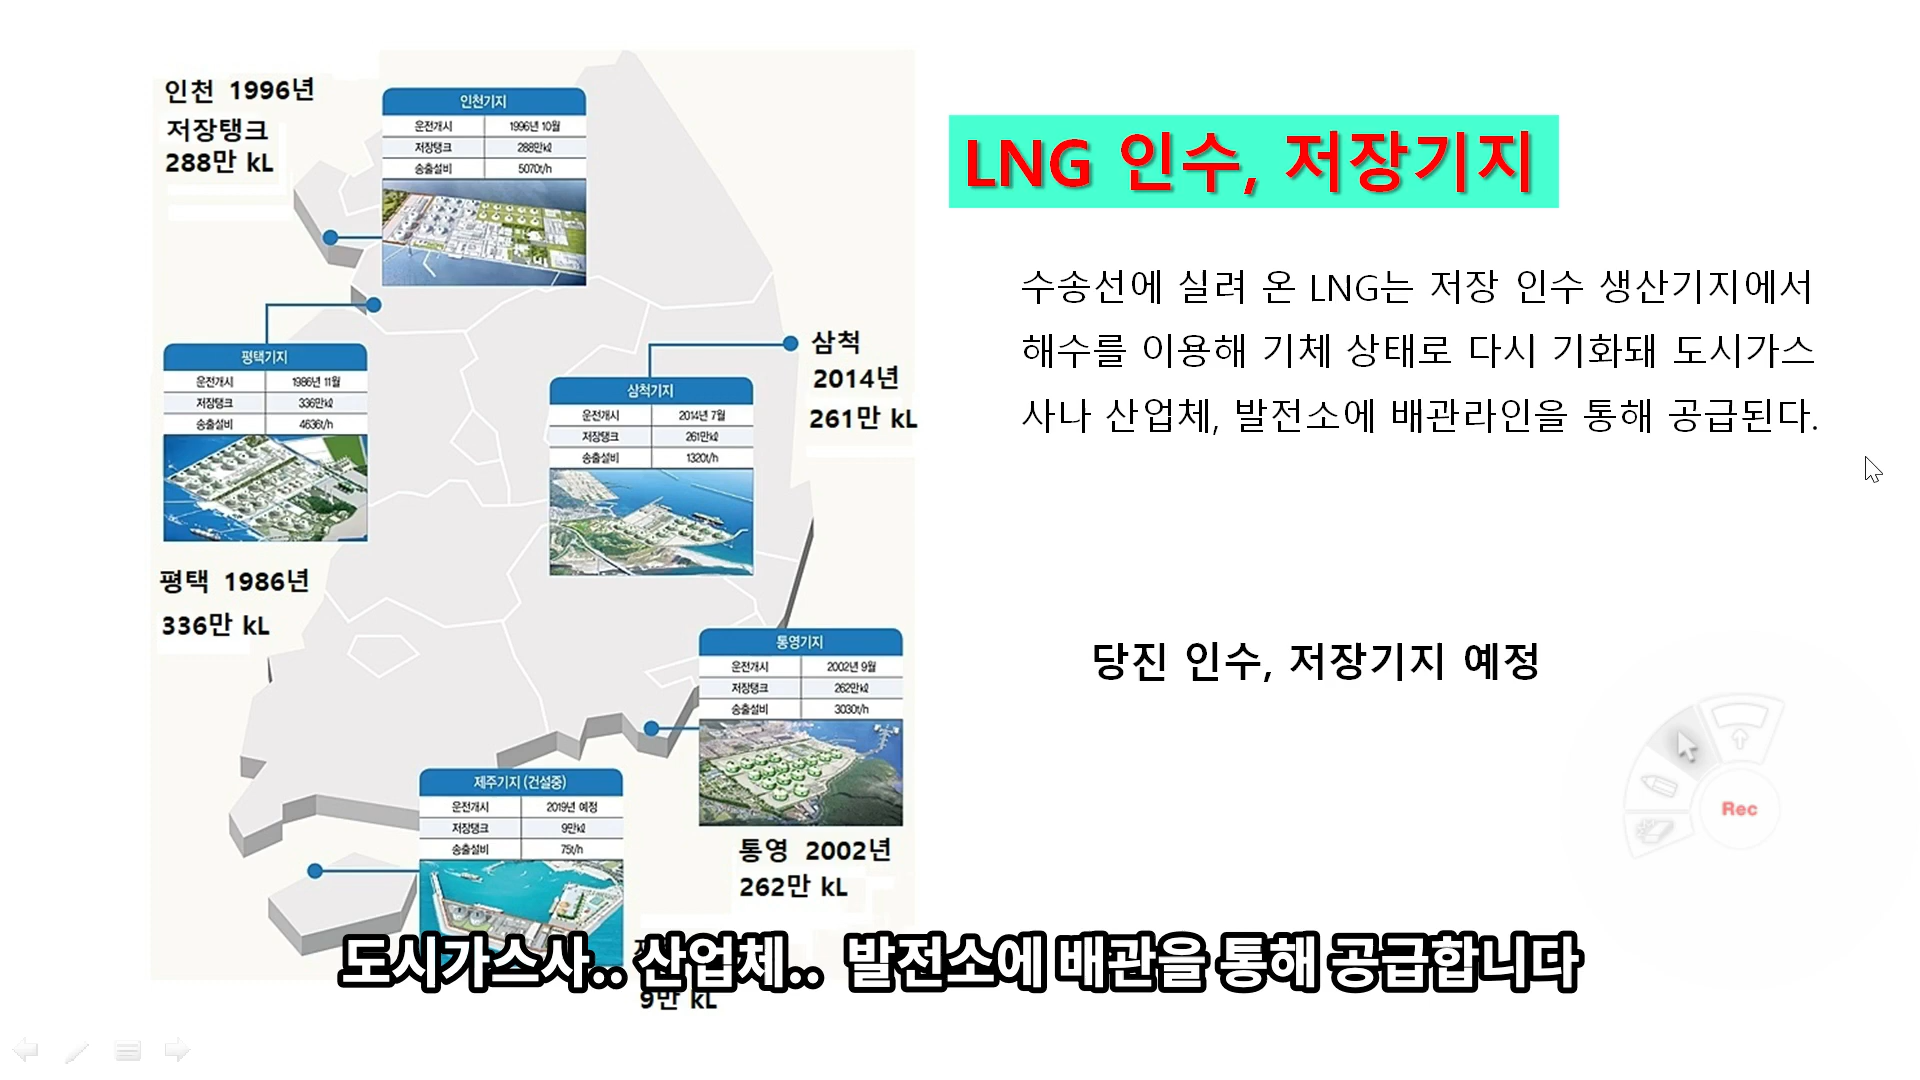 인천 1996년
저장탱크
288만 kL
인천기지
운전개시 1996년 10월
저장탱크 288만㎘
송출설비 5070t/h
LNG 인수, 저장기지
수송선에 실려 온 LNG는 저장 인수 생산기지에서
해수를 이용해 기체 상태로 다시 기화돼 도시가스
사나 산업체, 발전소에 배관라인을 통해 공급된다.
평택기지
운전개시 1986년 11월
저장탱크 336만㎘
송출설비 4636t/h
평택 1986년
336만 kL
삼척기지
운전개시 2014년 7월
저장탱크 261만㎘
송출설비 1320t/h
삼척
2014년
261만 kL
당진 인수, 저장기지 예정
통영기지
운전개시 2002년 9월
저장탱크 262만㎘
송출설비 3030t/h
통영 2002년
262만 kL
제주기지 (건설중)
운전개시 2019년 예정
저장탱크 9만㎘
송출설비 75t/h
9만 kL
도시가스사.. 산업체.. 발전소에 배관을 통해 공급합니다
Rec